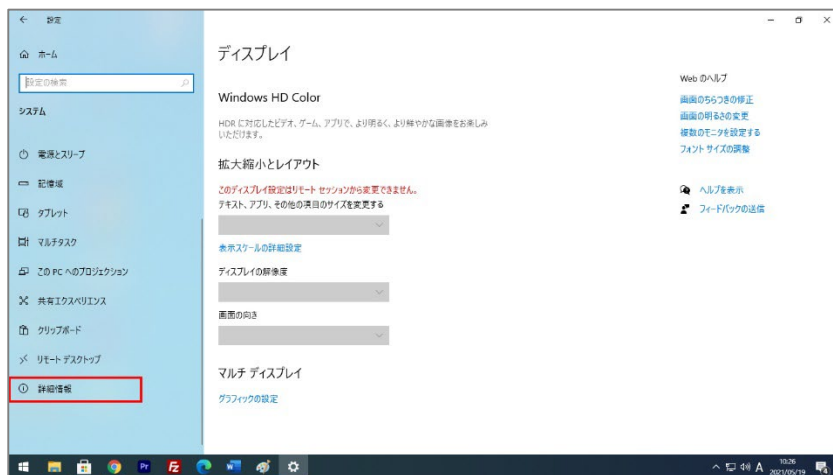 設定
ホーム
設定の検索
システム
電源とスリープ
記憶域
タブレット
マルチタスク
この PC へのプロジェクション
共有エクスペリエンス
クリップボード
リモート デスクトップ
詳細情報
ディスプレイ
Windows HD Color
HDR に対応したビデオ、ゲーム、アプリで、より明るく、より鮮やかな画像をお楽しみ
いただけます。
拡大縮小とレイアウト
このディスプレイ設定はリモート セッションから変更できません。
テキスト、アプリ、その他の項目のサイズを変更する
表示スケールの詳細設定
ディスプレイの解像度
画面の向き
マルチ ディスプレイ
グラフィックの設定
Web のヘルプ
画面のちらつきの修正
画面の明るさの変更
複数のモニタを設定する
フォント サイズの調整
ヘルプを表示
フィードバックの送信
Pr
Fz
W
A
10:26
2021/05/19